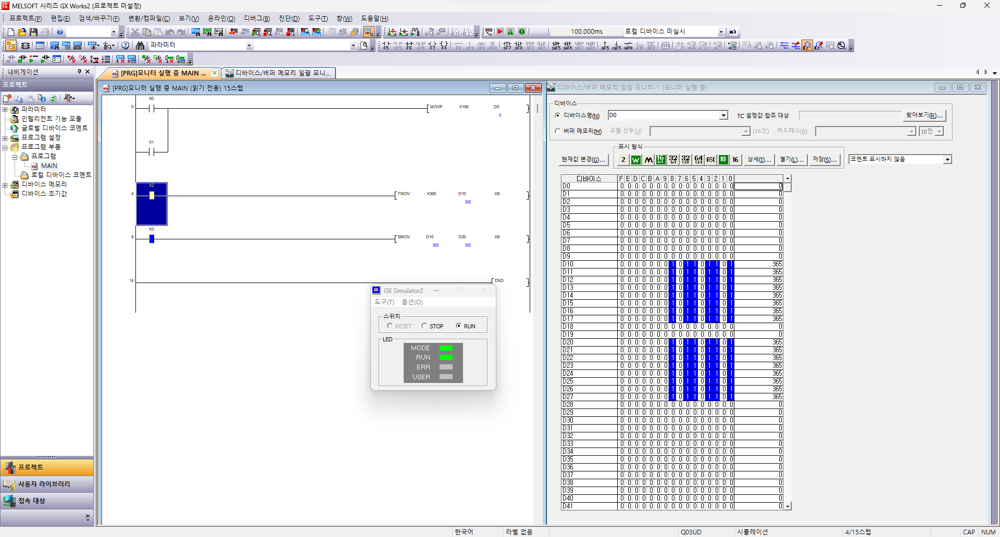 MELSOFT 시리즈 GX Works2 (프로젝트 미설정)
프로젝트(P) 편집(E) 검색/바꾸기(F) 변환/컴파일(C) 보기(V) 온라인(O) 디버그(B) 진단(D) 도구(T) 창(W) 도움말(H)
100.000ms 로컬 디바이스 미실시
파라미터
내비게이션
[PRG]모니터 실행 중 MAIN ...
디바이스/버퍼 메모리 일괄 모니...
프로젝트
파라미터
인텔리전트 기능 모듈
글로벌 디바이스 코멘트
프로그램 설정
프로그램 부품
프로그램
MAIN
로컬 디바이스 코멘트
디바이스 메모리
디바이스 초기값
프로젝트
사용자 라이브러리
접속 대상
[PRG]모니터 실행 중 MAIN (읽기 전용) 15스텝
X0
0 MOVP K100 D0
0
X1
X2
4 FMOV K365 D10 K8
365
X3
9 BMOV D10 D20 K8
365 365
14 END
GX Simulator2
도구(T) 옵션(O)
스위치
RESET STOP RUN
LED
MODE
RUN
ERR.
USER
디바이스/버퍼 메모리 일괄 모니터-1 (모니터 실행 중)
디바이스
디바이스명(N) D0 TC 설정값 참조 대상 찾아보기(R)...
버퍼 메모리(M) 모듈 선두(U) (16진) 어드레스(A) 10진
표시 형식
현재값 변경(G)... 2 W M 16 bit 32 bit 32 1.23 64 1.23 ASC 10 16 상세(I)... 열기(L)... 저장(S)... 코멘트 표시하지 않음
디바이스 F E D C B A 9 8 7 6 5 4 3 2 1 0
D0 0 0 0 0 0 0 0 0 0 0 0 0 0 0 0 0 0
D1 0 0 0 0 0 0 0 0 0 0 0 0 0 0 0 0 0
D2 0 0 0 0 0 0 0 0 0 0 0 0 0 0 0 0 0
D3 0 0 0 0 0 0 0 0 0 0 0 0 0 0 0 0 0
D4 0 0 0 0 0 0 0 0 0 0 0 0 0 0 0 0 0
D5 0 0 0 0 0 0 0 0 0 0 0 0 0 0 0 0 0
D6 0 0 0 0 0 0 0 0 0 0 0 0 0 0 0 0 0
D7 0 0 0 0 0 0 0 0 0 0 0 0 0 0 0 0 0
D8 0 0 0 0 0 0 0 0 0 0 0 0 0 0 0 0 0
D9 0 0 0 0 0 0 0 0 0 0 0 0 0 0 0 0 0
D10 0 0 0 0 0 0 0 1 0 1 1 0 1 1 0 1 365
D11 0 0 0 0 0 0 0 1 0 1 1 0 1 1 0 1 365
D12 0 0 0 0 0 0 0 1 0 1 1 0 1 1 0 1 365
D13 0 0 0 0 0 0 0 1 0 1 1 0 1 1 0 1 365
D14 0 0 0 0 0 0 0 1 0 1 1 0 1 1 0 1 365
D15 0 0 0 0 0 0 0 1 0 1 1 0 1 1 0 1 365
D16 0 0 0 0 0 0 0 1 0 1 1 0 1 1 0 1 365
D17 0 0 0 0 0 0 0 1 0 1 1 0 1 1 0 1 365
D18 0 0 0 0 0 0 0 0 0 0 0 0 0 0 0 0 0
D19 0 0 0 0 0 0 0 0 0 0 0 0 0 0 0 0 0
D20 0 0 0 0 0 0 0 1 0 1 1 0 1 1 0 1 365
D21 0 0 0 0 0 0 0 1 0 1 1 0 1 1 0 1 365
D22 0 0 0 0 0 0 0 1 0 1 1 0 1 1 0 1 365
D23 0 0 0 0 0 0 0 1 0 1 1 0 1 1 0 1 365
D24 0 0 0 0 0 0 0 1 0 1 1 0 1 1 0 1 365
D25 0 0 0 0 0 0 0 1 0 1 1 0 1 1 0 1 365
D26 0 0 0 0 0 0 0 1 0 1 1 0 1 1 0 1 365
D27 0 0 0 0 0 0 0 1 0 1 1 0 1 1 0 1 365
D28 0 0 0 0 0 0 0 0 0 0 0 0 0 0 0 0 0
D29 0 0 0 0 0 0 0 0 0 0 0 0 0 0 0 0 0
D30 0 0 0 0 0 0 0 0 0 0 0 0 0 0 0 0 0
D31 0 0 0 0 0 0 0 0 0 0 0 0 0 0 0 0 0
D32 0 0 0 0 0 0 0 0 0 0 0 0 0 0 0 0 0
D33 0 0 0 0 0 0 0 0 0 0 0 0 0 0 0 0 0
D34 0 0 0 0 0 0 0 0 0 0 0 0 0 0 0 0 0
D35 0 0 0 0 0 0 0 0 0 0 0 0 0 0 0 0 0
D36 0 0 0 0 0 0 0 0 0 0 0 0 0 0 0 0 0
D37 0 0 0 0 0 0 0 0 0 0 0 0 0 0 0 0 0
D38 0 0 0 0 0 0 0 0 0 0 0 0 0 0 0 0 0
D39 0 0 0 0 0 0 0 0 0 0 0 0 0 0 0 0 0
D40 0 0 0 0 0 0 0 0 0 0 0 0 0 0 0 0 0
D41 0 0 0 0 0 0 0 0 0 0 0 0 0 0 0 0 0
한국어 라벨 없음 Q03UD 시뮬레이션 4/15스텝 CAP NUM